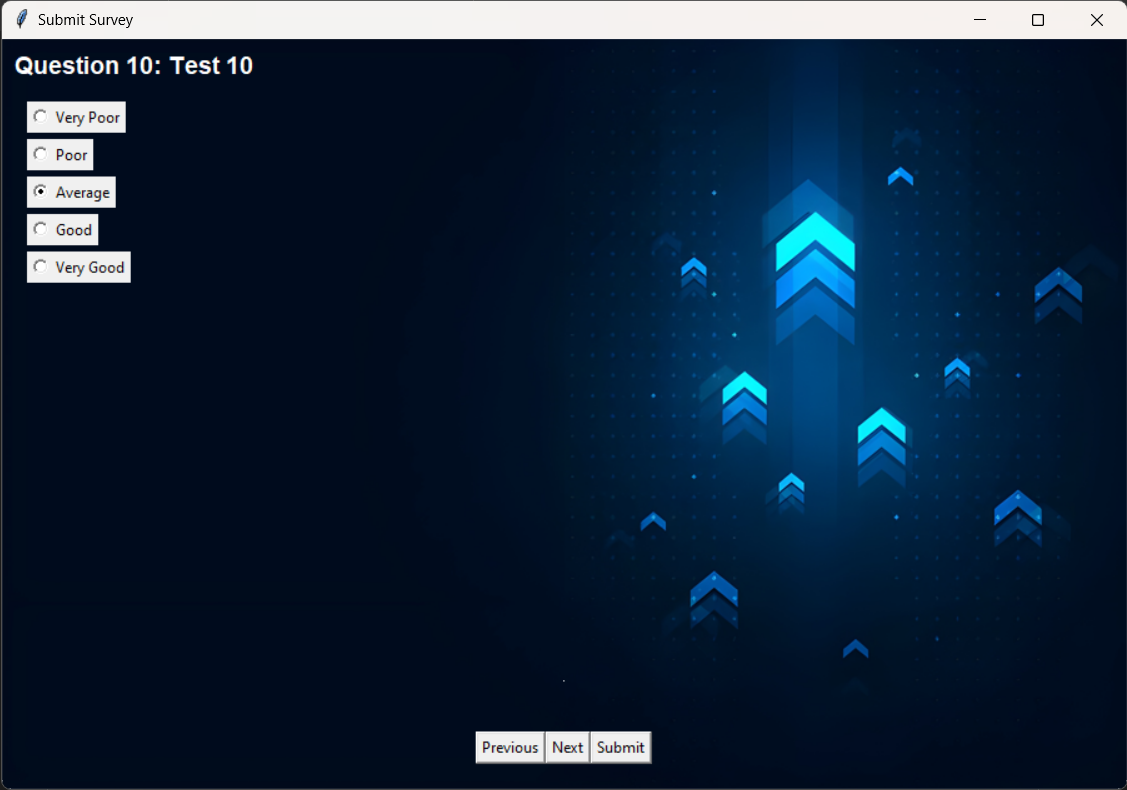 Submit Survey
Question 10: Test 10
Very Poor
Poor
Average
Good
Very Good
Previous Next Submit